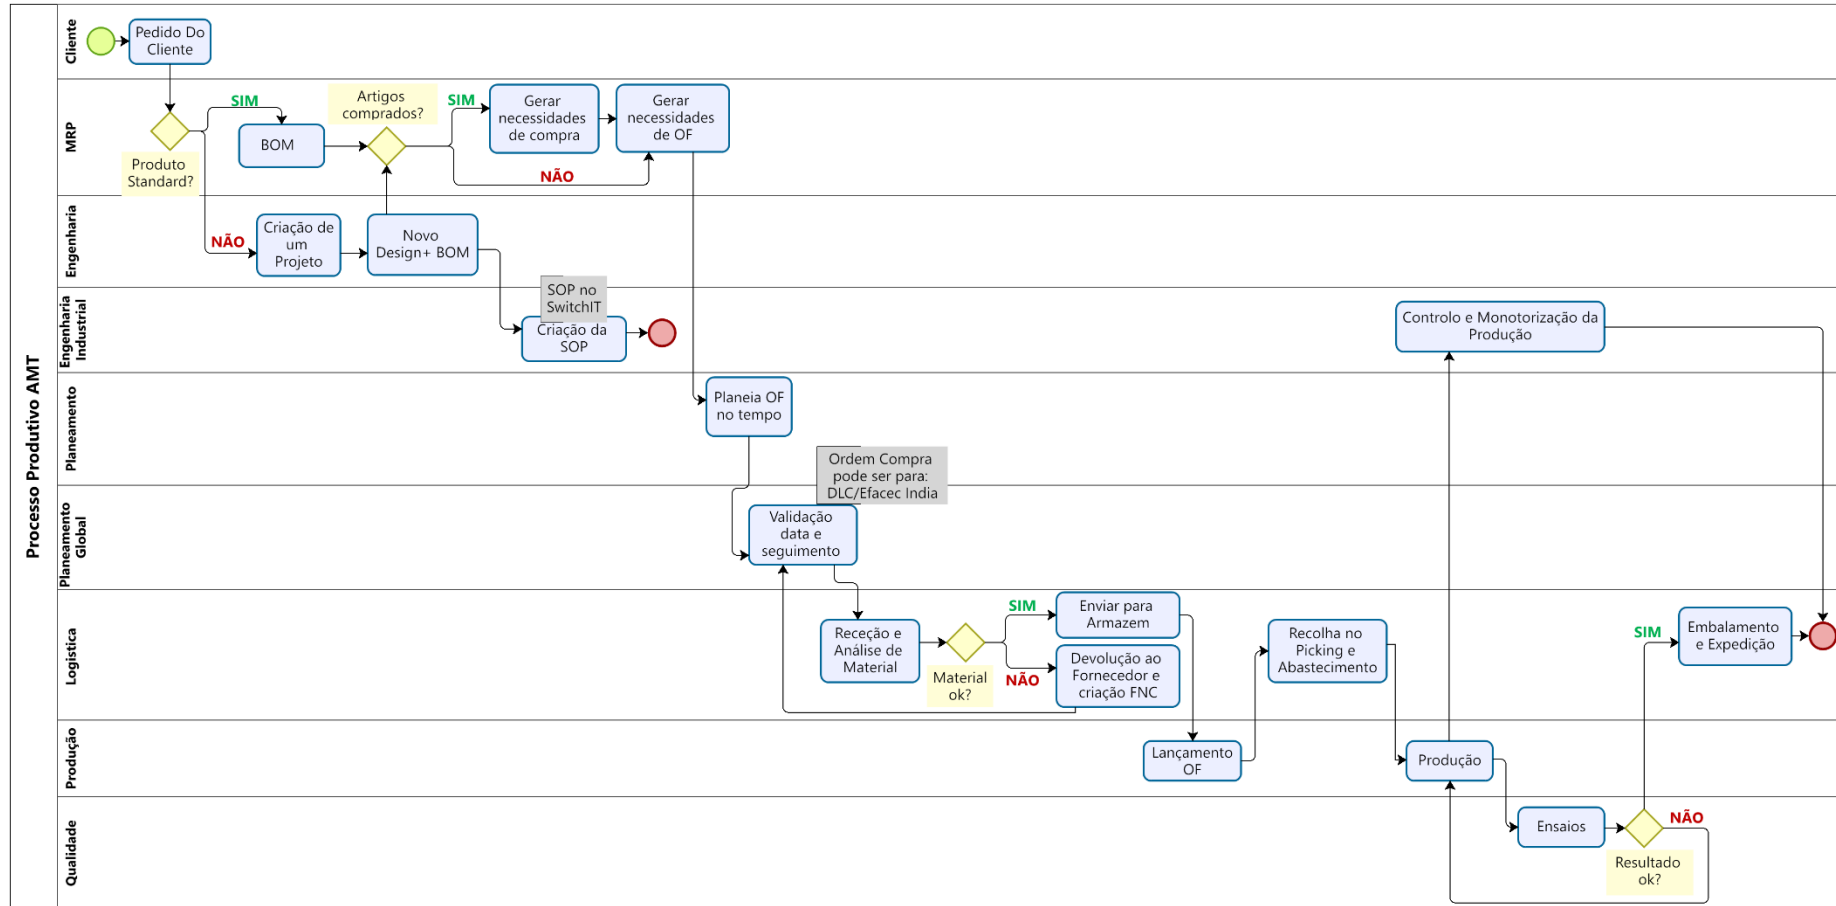 Processo Produtivo AMT
Cliente
Pedido Do
Cliente
MRP
Produto
Standard?
SIM
BOM
Artigos
comprados?
SIM
Gerar
necessidades
de compra
Gerar
necessidades
de OF
NÃO
Engenharia
NÃO
Criação de
um
Projeto
Novo
Design+ BOM
Engenharia
Industrial
SOP no
SwitchIT
Criação da
SOP
Controlo e Monotorização da
Produção
Planeamento
Planeia OF
no tempo
Ordem Compra
pode ser para:
DLC/Efacec India
Planeamento
Global
Validação
data e
seguimento
Logistica
Receção e
Análise de
Material
Material
ok?
SIM
Enviar para
Armazem
NÃO
Devolução ao
Fornecedor e
criação FNC
Recolha no
Picking e
Abastecimento
SIM
Embalamento
e Expedição
Produção
Lançamento
OF
Produção
Qualidade
Ensaios
Resultado
ok?
NÃO